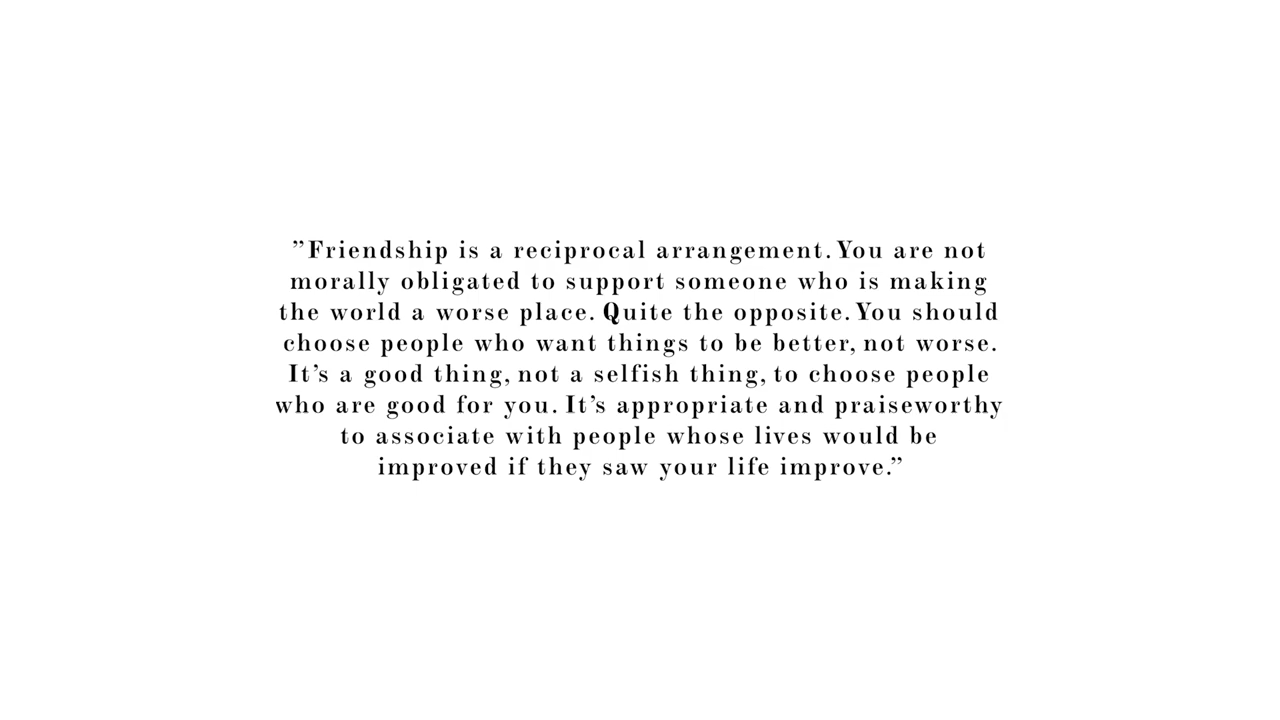 ”Friendship is a reciprocal arrangement. You are not
morally obligated to support someone who is making
the world a worse place. Quite the opposite. You should
choose people who want things to be better, not worse.
It’s a good thing, not a selfish thing, to choose people
who are good for you. It’s appropriate and praiseworthy
to associate with people whose lives would be
improved if they saw your life improve.”